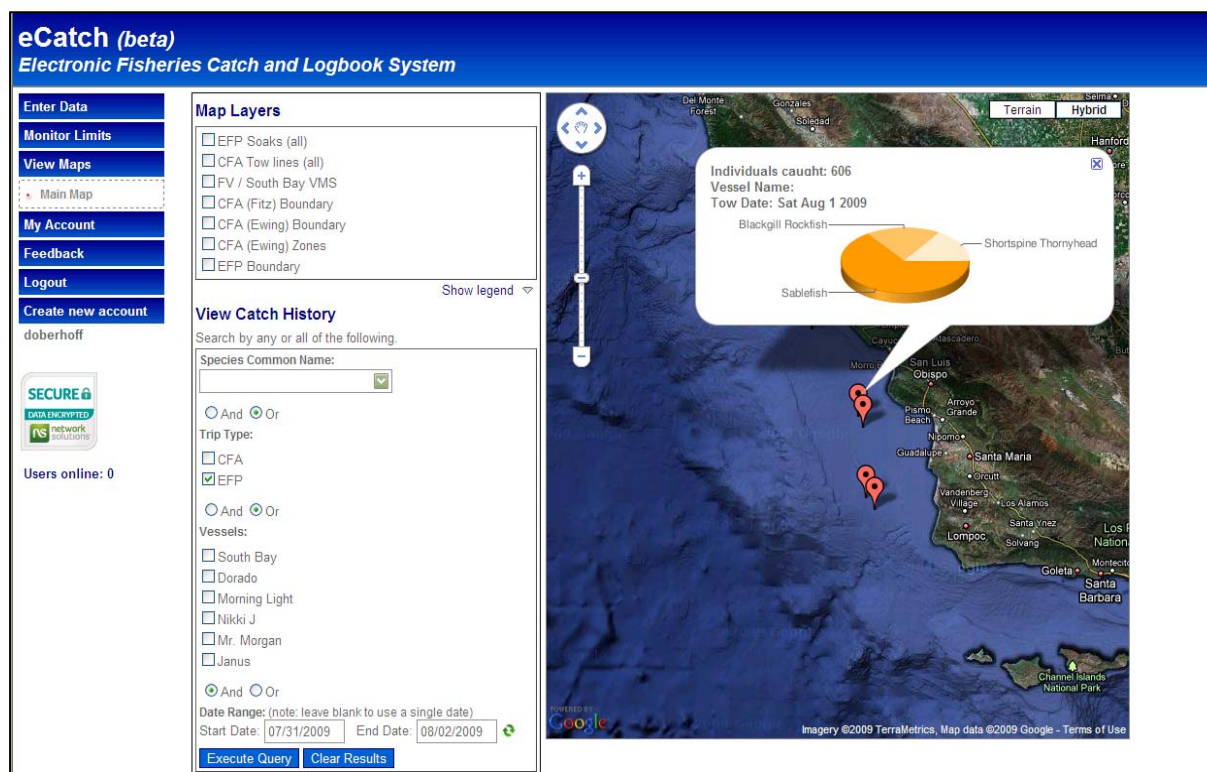 eCatch (beta)
Electronic Fisheries Catch and Logbook System
Enter Data
Monitor Limits
View Maps
Main Map
My Account
Feedback
Logout
Create new account
doberhoff
SECURE
DATA ENCRYPTED
ns network
solutions
Users online: 0
Map Layers
EFP Soaks (all)
CFA Tow lines (all)
FV / South Bay VMS
CFA (Fitz) Boundary
CFA (Ewing) Boundary
CFA (Ewing) Zones
EFP Boundary
Show legend
View Catch History
Search by any or all of the following.
Species Common Name:
And Or
Trip Type:
CFA
EFP
And Or
Vessels:
South Bay
Dorado
Morning Light
Nikki J
Mr. Morgan
Janus
And Or
Date Range: (note: leave blank to use a single date)
Start Date: 07/31/2009 End Date: 08/02/2009
Execute Query Clear Results
Del Monte
Forest
Gonzales
Soledad
Selma
Terrain Hybrid
Hanford
Individuals caught: 606
Vessel Name:
Tow Date: Sat Aug 1 2009
Blackgill Rockfish
Shortspine Thornyhead
Sablefish
Atascadero
San Luis
Obispo
Pismo
Beach
Arroyo
Grande
Nipomo
Guadalupe
Santa Maria
Orcutt
Vandenberg
Village
Los Alamos
Lompoc
Santa Ynez
Solvang
Goleta
Santa
Barbara
Channel Islands
National Park
POWERED BY
Google
Imagery ©2009 TerraMetrics, Map data ©2009 Google - Terms of Use